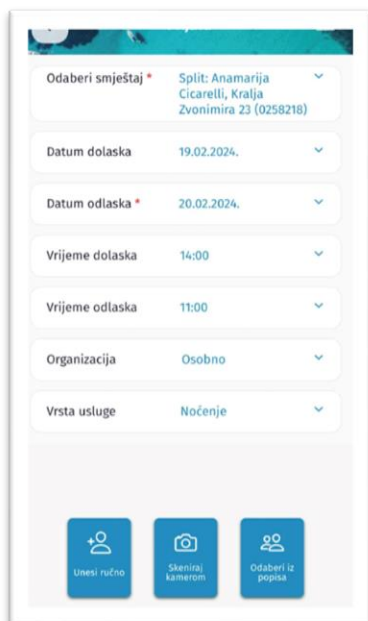 Odaberi smještaj * Split: Anamarija
Cicarelli, Kralja
Zvonimira 23 (0258218)
Datum dolaska 19.02.2024.
Datum odlaska * 20.02.2024.
Vrijeme dolaska 14:00
Vrijeme odlaska 11:00
Organizacija Osobno
Vrsta usluge Noćenje
Unesi ručno
Skeniraj
kamerom
Odaberi iz
popisa